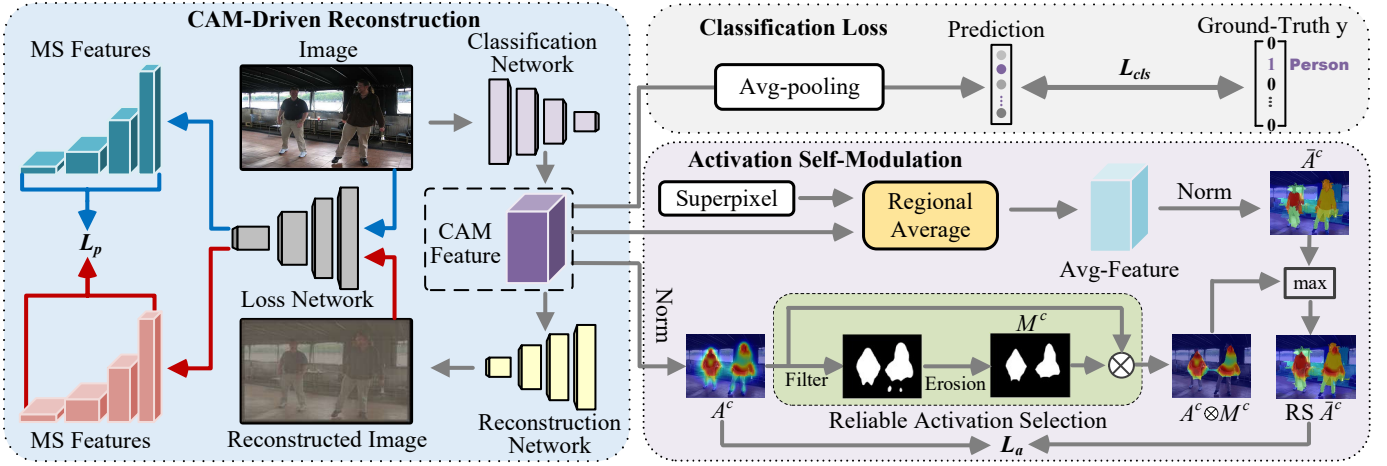 CAM-Driven Reconstruction
MS Features
Image
Classification
Network
L_p
Loss Network
CAM
Feature
MS Features
Reconstructed Image
Reconstruction
Network
Classification Loss
Avg-pooling
Prediction
L_cls
Ground-Truth y
0
1 Person
0
⋮
0
Activation Self-Modulation
Superpixel
Regional
Average
Avg-Feature
Norm
Ā^c
max
Norm
A^c
Filter
Erosion
M^c
⊗
Reliable Activation Selection
A^c⊗M^c
RS Ā^c
L_a